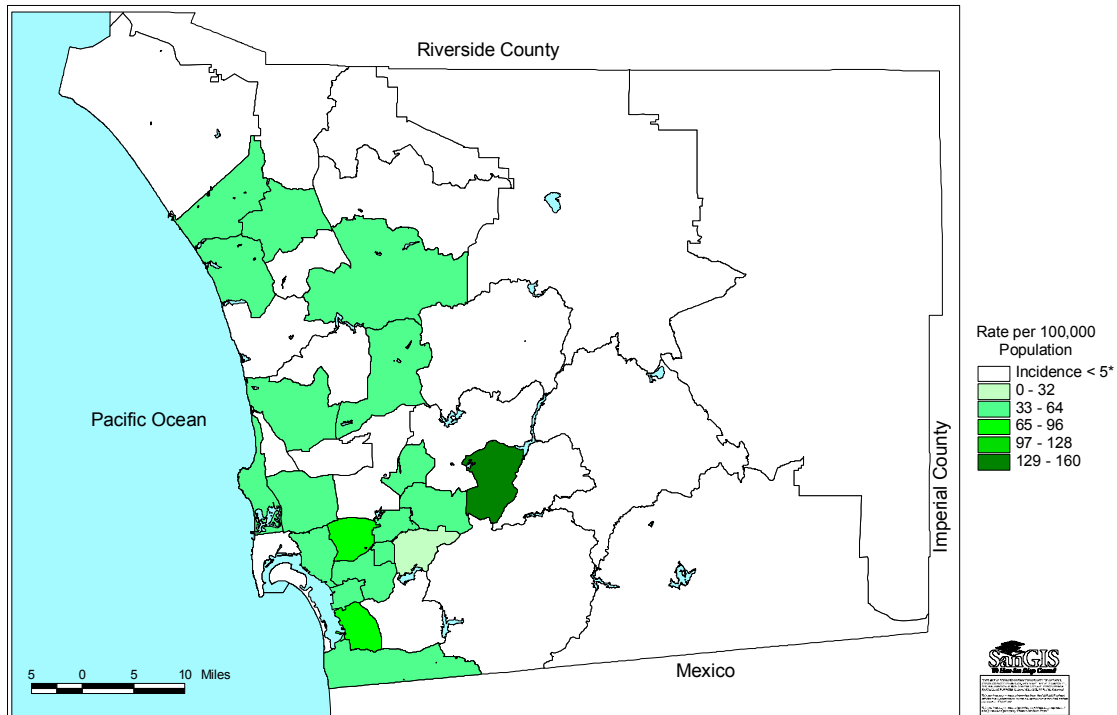 Riverside County
Pacific Ocean
Imperial County
Mexico
Rate per 100,000
Population
Incidence < 5*
0 - 32
33 - 64
65 - 96
97 - 128
129 - 160
5 0 5 10 Miles
SanGIS